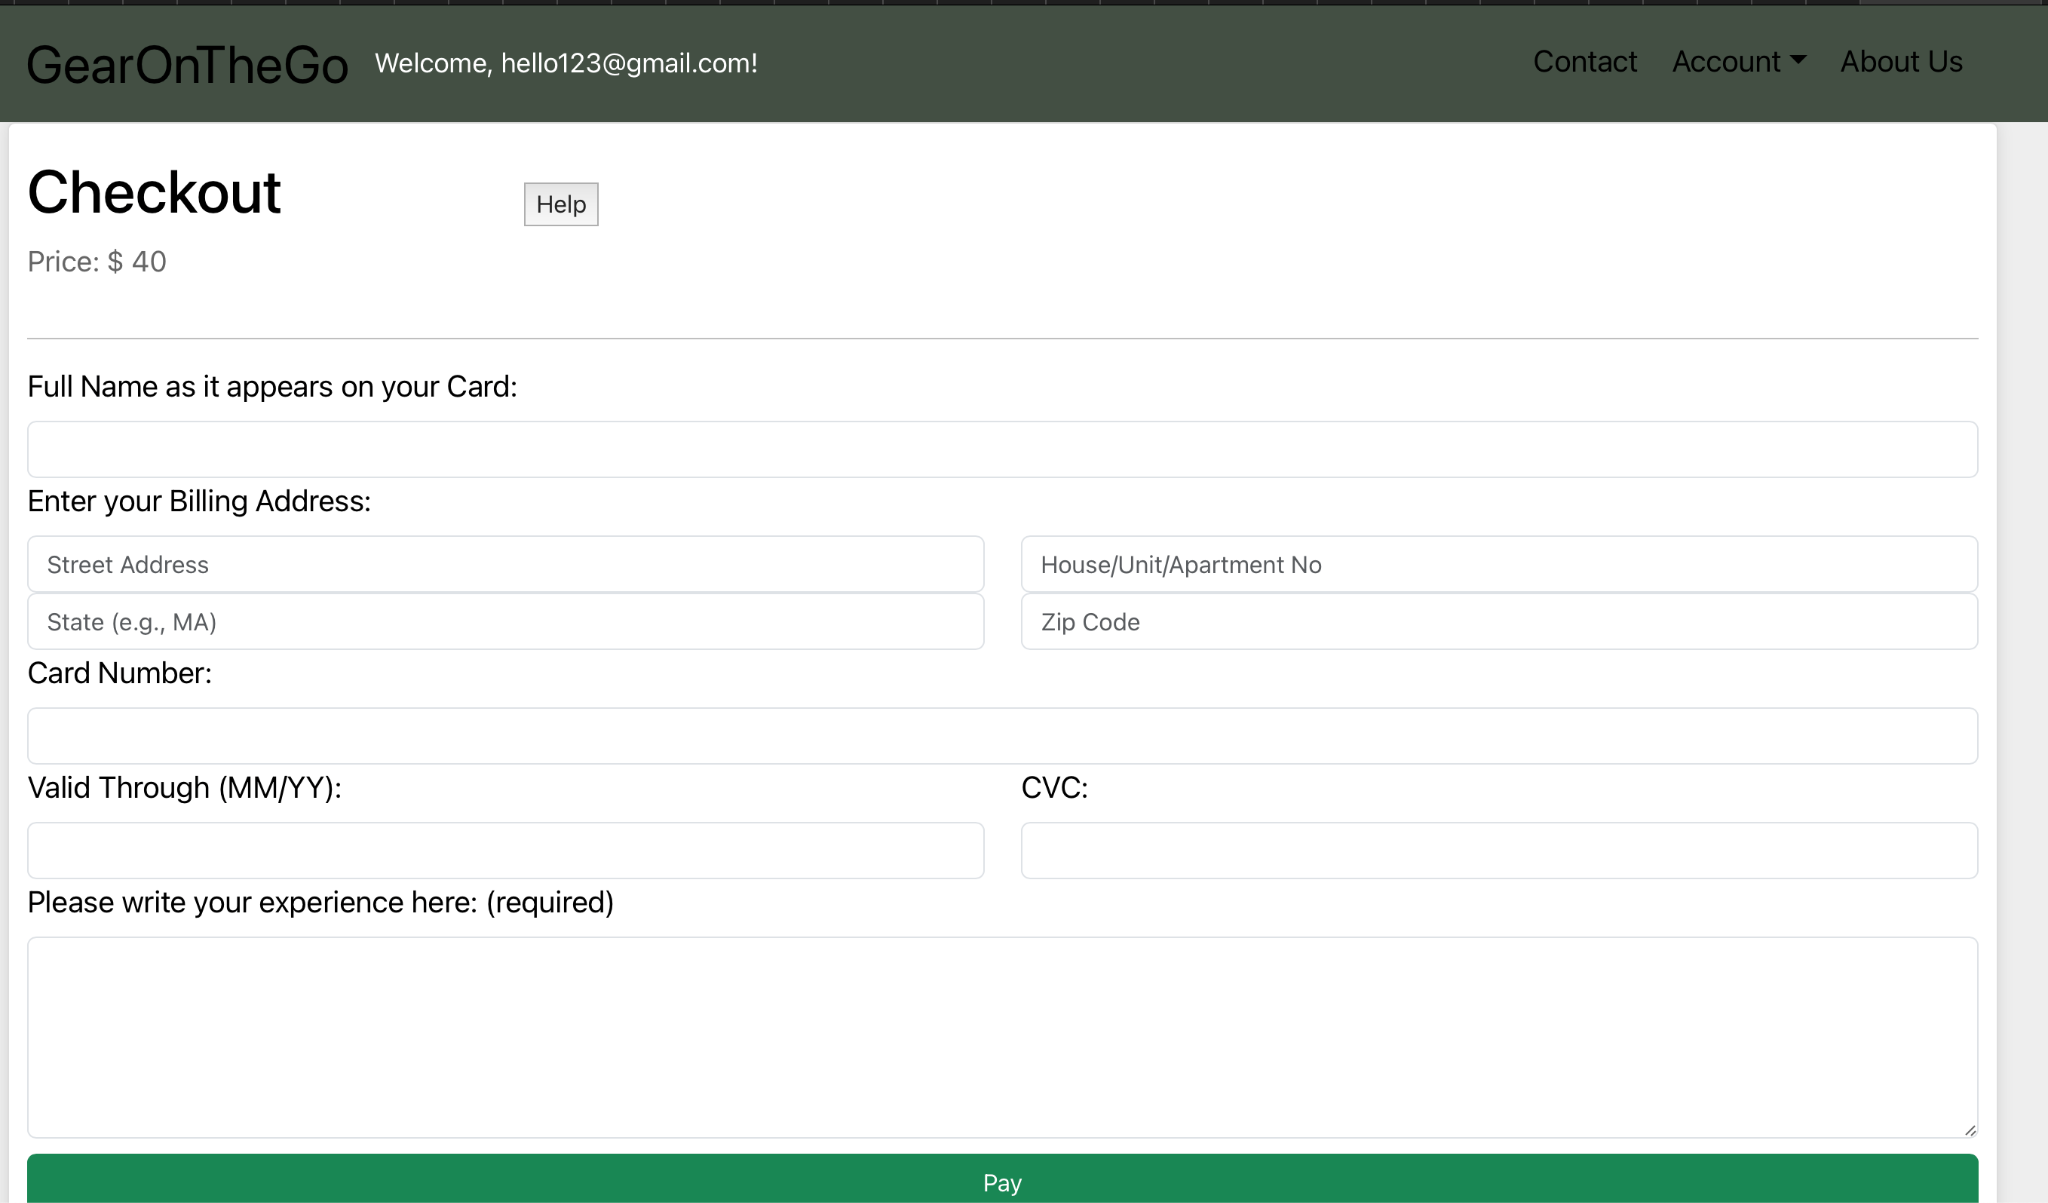 GearOnTheGo Welcome, hello123@gmail.com! Contact Account About Us
Checkout Help
Price: $ 40
Full Name as it appears on your Card:
Enter your Billing Address:
Street Address House/Unit/Apartment No
State (e.g., MA) Zip Code
Card Number:
Valid Through (MM/YY): CVC:
Please write your experience here: (required)
Pay